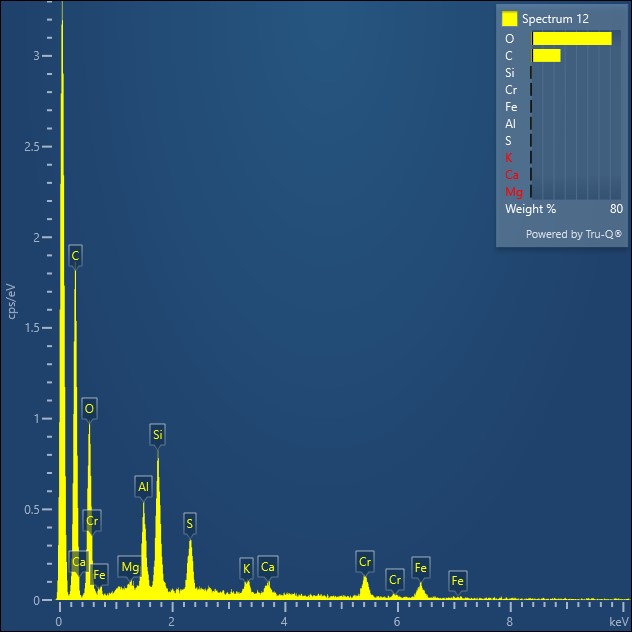 Spectrum 12
O
C
Si
Cr
Fe
Al
S
K
Ca
Mg
Weight % 80
Powered by Tru-Q®
3
2.5
2
1.5
1
0.5
0
cps/eV
C
O
Cr
Ca
Fe
Mg
Al
Si
S
K
Ca
Cr
Cr
Fe
Fe
0 2 4 6 8 keV